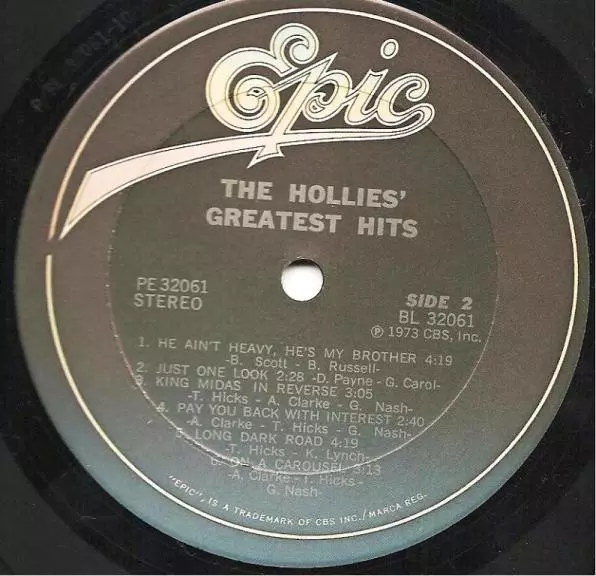 Epic
THE HOLLIES'
GREATEST HITS
PE 32061
STEREO
SIDE 2
BL 32061
℗ 1973 CBS, Inc.
1. HE AIN'T HEAVY, HE'S MY BROTHER 4:19
-B. Scott - B. Russell-
2. JUST ONE LOOK 2:28 -D. Payne - G. Carol-
3. KING MIDAS IN REVERSE 3:05
-T. Hicks - A. Clarke - G. Nash-
4. PAY YOU BACK WITH INTEREST 2:40
-A. Clarke - T. Hicks - G. Nash-
5. LONG DARK ROAD 4:19
-T. Hicks - K. Lynch-
6. ON A CAROUSEL 3:13
-A. Clarke - T. Hicks -
G. Nash-
"EPIC", IS A TRADEMARK OF CBS INC./MARCA REG.